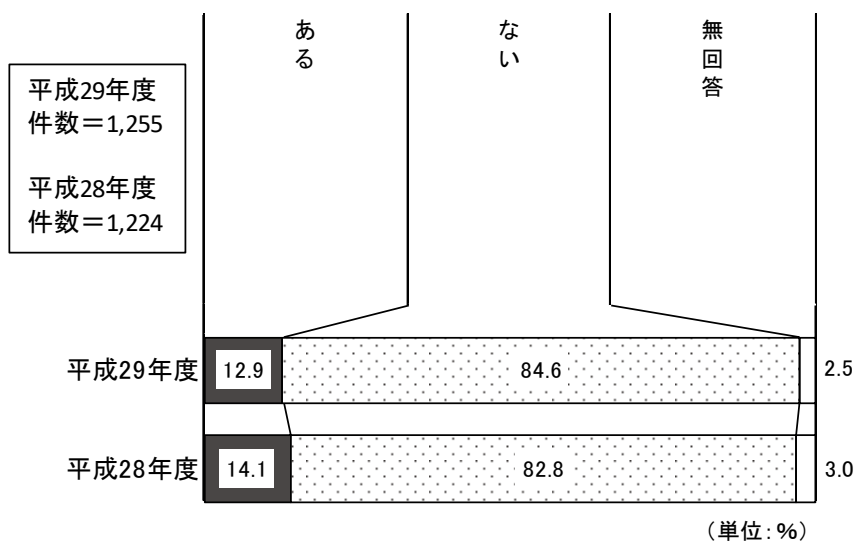 ある
ない
無回答
平成29年度
件数＝1,255
平成28年度
件数＝1,224
平成29年度 12.9 84.6 2.5
平成28年度 14.1 82.8 3.0
（単位：％）